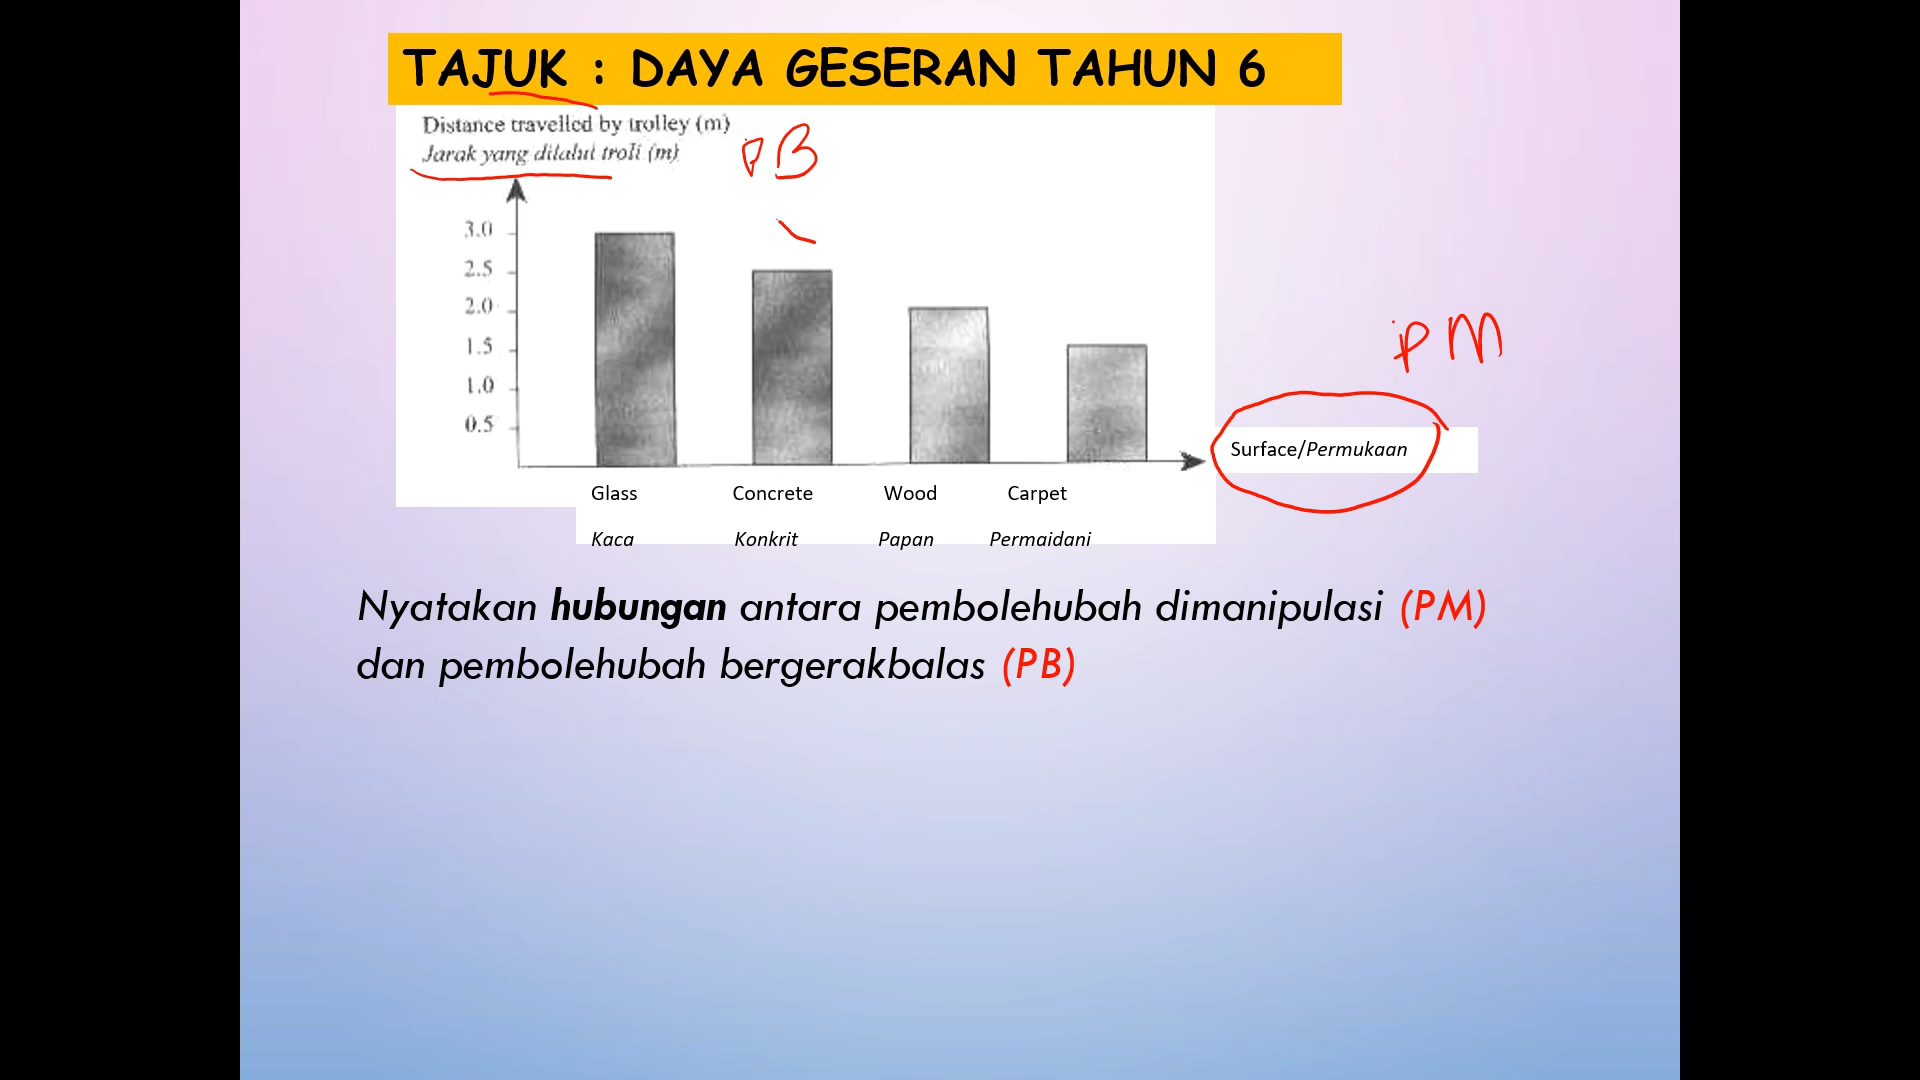 TAJUK : DAYA GESERAN TAHUN 6
Distance travelled by trolley (m)
Jarak yang dilalui troli (m)
PB
3.0
2.5
2.0
1.5
1.0
0.5
PM
Surface/Permukaan
Glass Concrete Wood Carpet
Kaca Konkrit Papan Permaidani
Nyatakan hubungan antara pembolehubah dimanipulasi (PM)
dan pembolehubah bergerakbalas (PB)